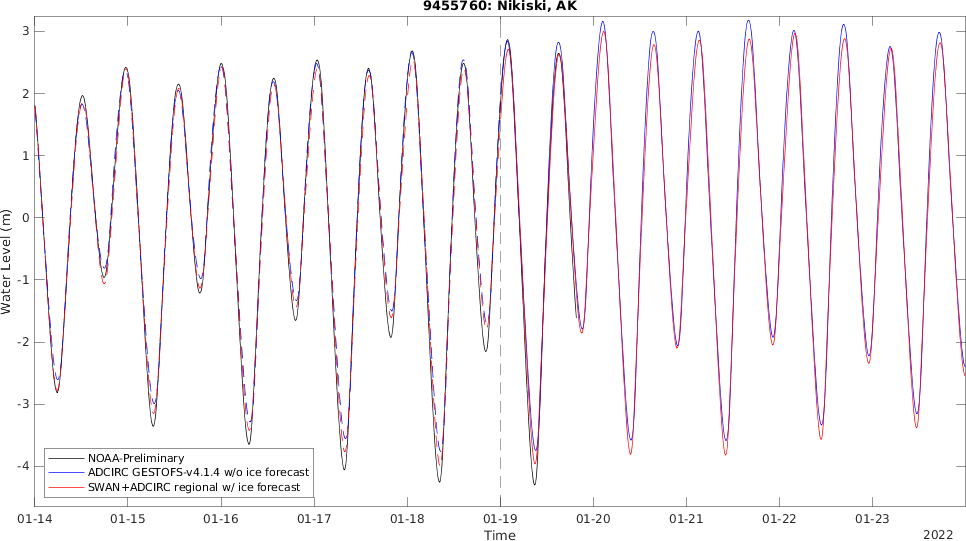 9455760: Nikiski, AK
Water Level (m)
3
2
1
0
-1
-2
-3
-4
NOAA-Preliminary
ADCIRC GESTOFS-v4.1.4 w/o ice forecast
SWAN+ADCIRC regional w/ ice forecast
01-14 01-15 01-16 01-17 01-18 01-19 01-20 01-21 01-22 01-23
Time
2022